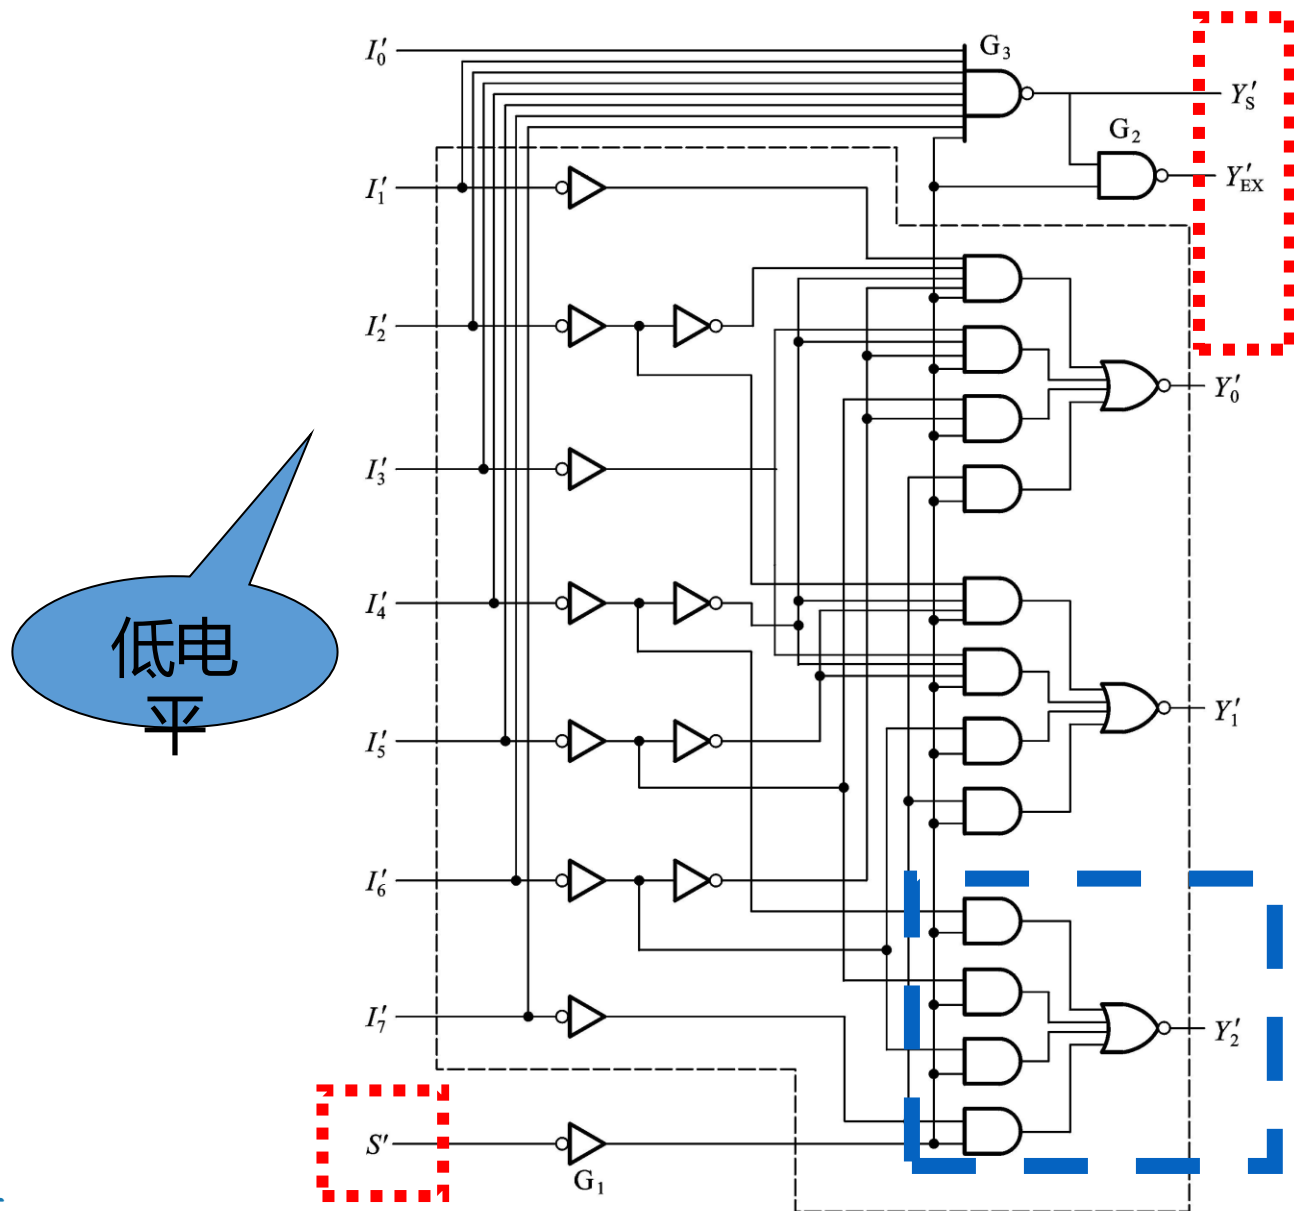 I′₀
G₃
Y′S
G₂
Y′EX
I′₁
I′₂
Y′₀
I′₃
I′₄
低电
平
Y′₁
I′₅
I′₆
I′₇
Y′₂
S′
G₁